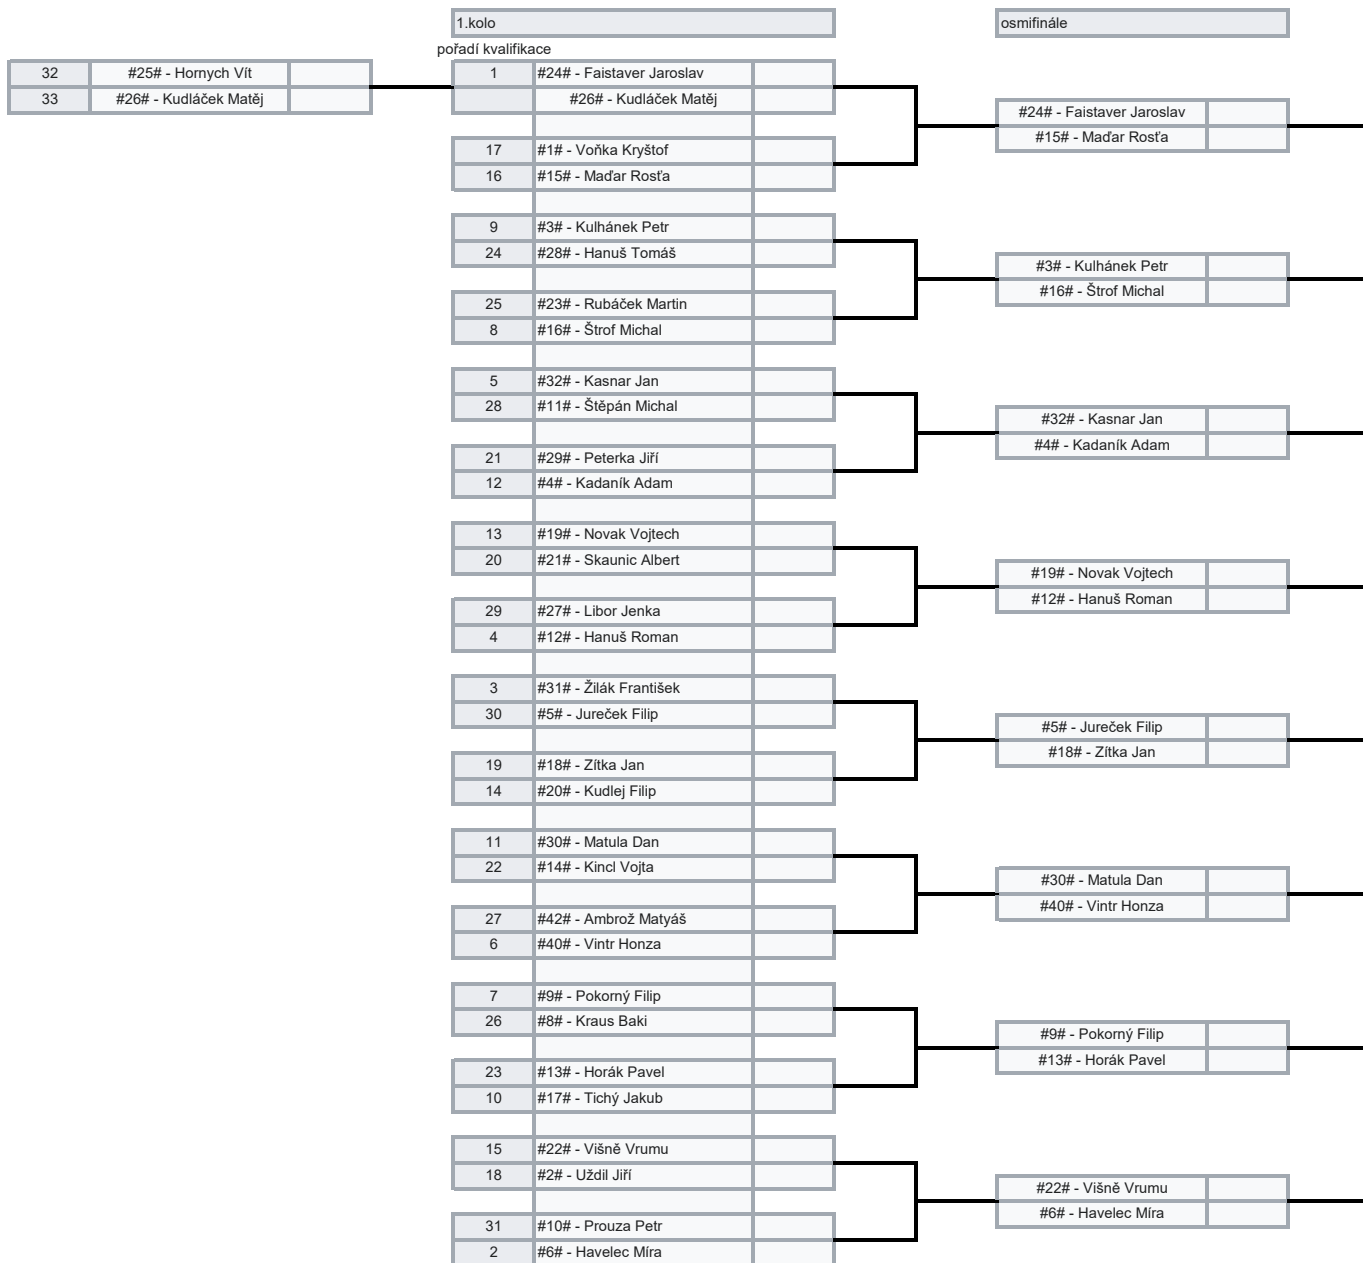 1.kolo
osmifinále
pořadí kvalifikace
32 #25# - Hornych Vít
33 #26# - Kudláček Matěj
1 #24# - Faistaver Jaroslav
#26# - Kudláček Matěj
17 #1# - Voňka Kryštof
16 #15# - Maďar Rosťa
9 #3# - Kulhánek Petr
24 #28# - Hanuš Tomáš
25 #23# - Rubáček Martin
8 #16# - Štrof Michal
5 #32# - Kasnar Jan
28 #11# - Štěpán Michal
21 #29# - Peterka Jiří
12 #4# - Kadaník Adam
13 #19# - Novak Vojtech
20 #21# - Skaunic Albert
29 #27# - Libor Jenka
4 #12# - Hanuš Roman
3 #31# - Žilák František
30 #5# - Jureček Filip
19 #18# - Zítka Jan
14 #20# - Kudlej Filip
11 #30# - Matula Dan
22 #14# - Kincl Vojta
27 #42# - Ambrož Matyáš
6 #40# - Vintr Honza
7 #9# - Pokorný Filip
26 #8# - Kraus Baki
23 #13# - Horák Pavel
10 #17# - Tichý Jakub
15 #22# - Višně Vrumu
18 #2# - Uždil Jiří
31 #10# - Prouza Petr
2 #6# - Havelec Míra
#24# - Faistaver Jaroslav
#15# - Maďar Rosťa
#3# - Kulhánek Petr
#16# - Štrof Michal
#32# - Kasnar Jan
#4# - Kadaník Adam
#19# - Novak Vojtech
#12# - Hanuš Roman
#5# - Jureček Filip
#18# - Zítka Jan
#30# - Matula Dan
#40# - Vintr Honza
#9# - Pokorný Filip
#13# - Horák Pavel
#22# - Višně Vrumu
#6# - Havelec Míra